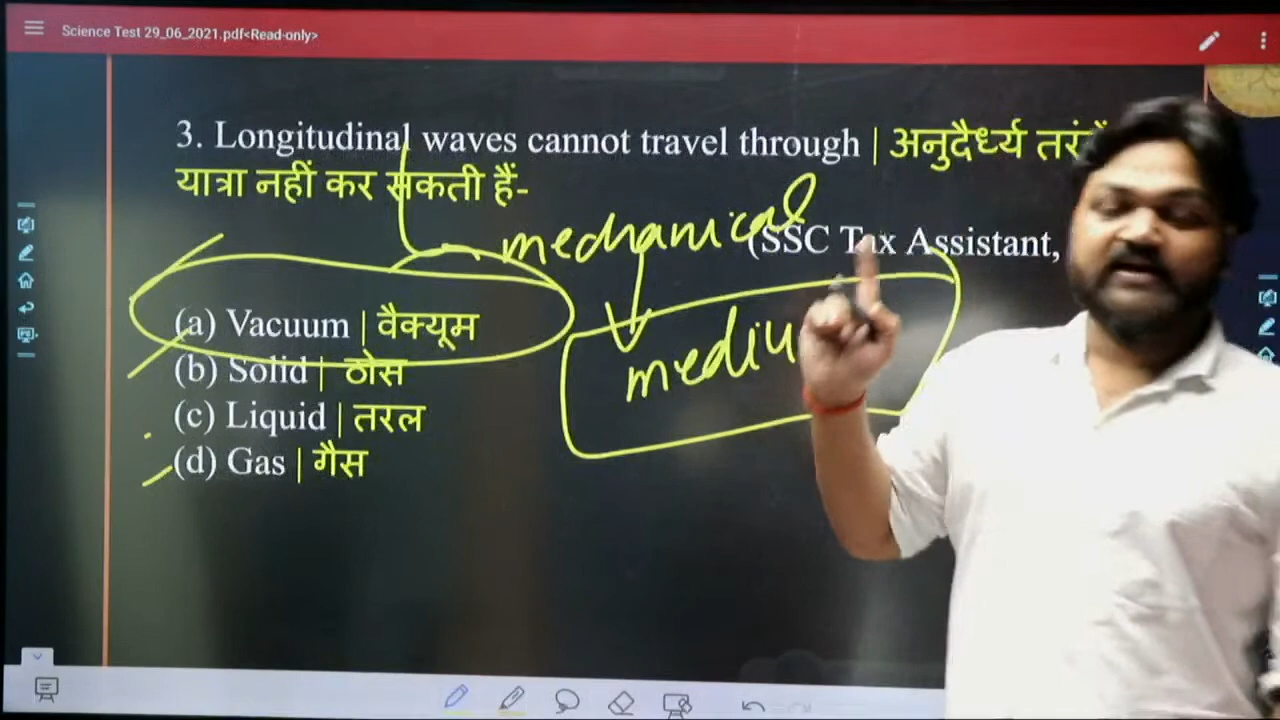 Science Test 29_06_2021.pdf<Read-only>
3. Longitudinal waves cannot travel through | अनुदैर्ध्य तरंगें
यात्रा नहीं कर सकती हैं-
mechanical
(SSC Tax Assistant,
(a) Vacuum | वैक्यूम
(b) Solid | ठोस
(c) Liquid | तरल
(d) Gas | गैस